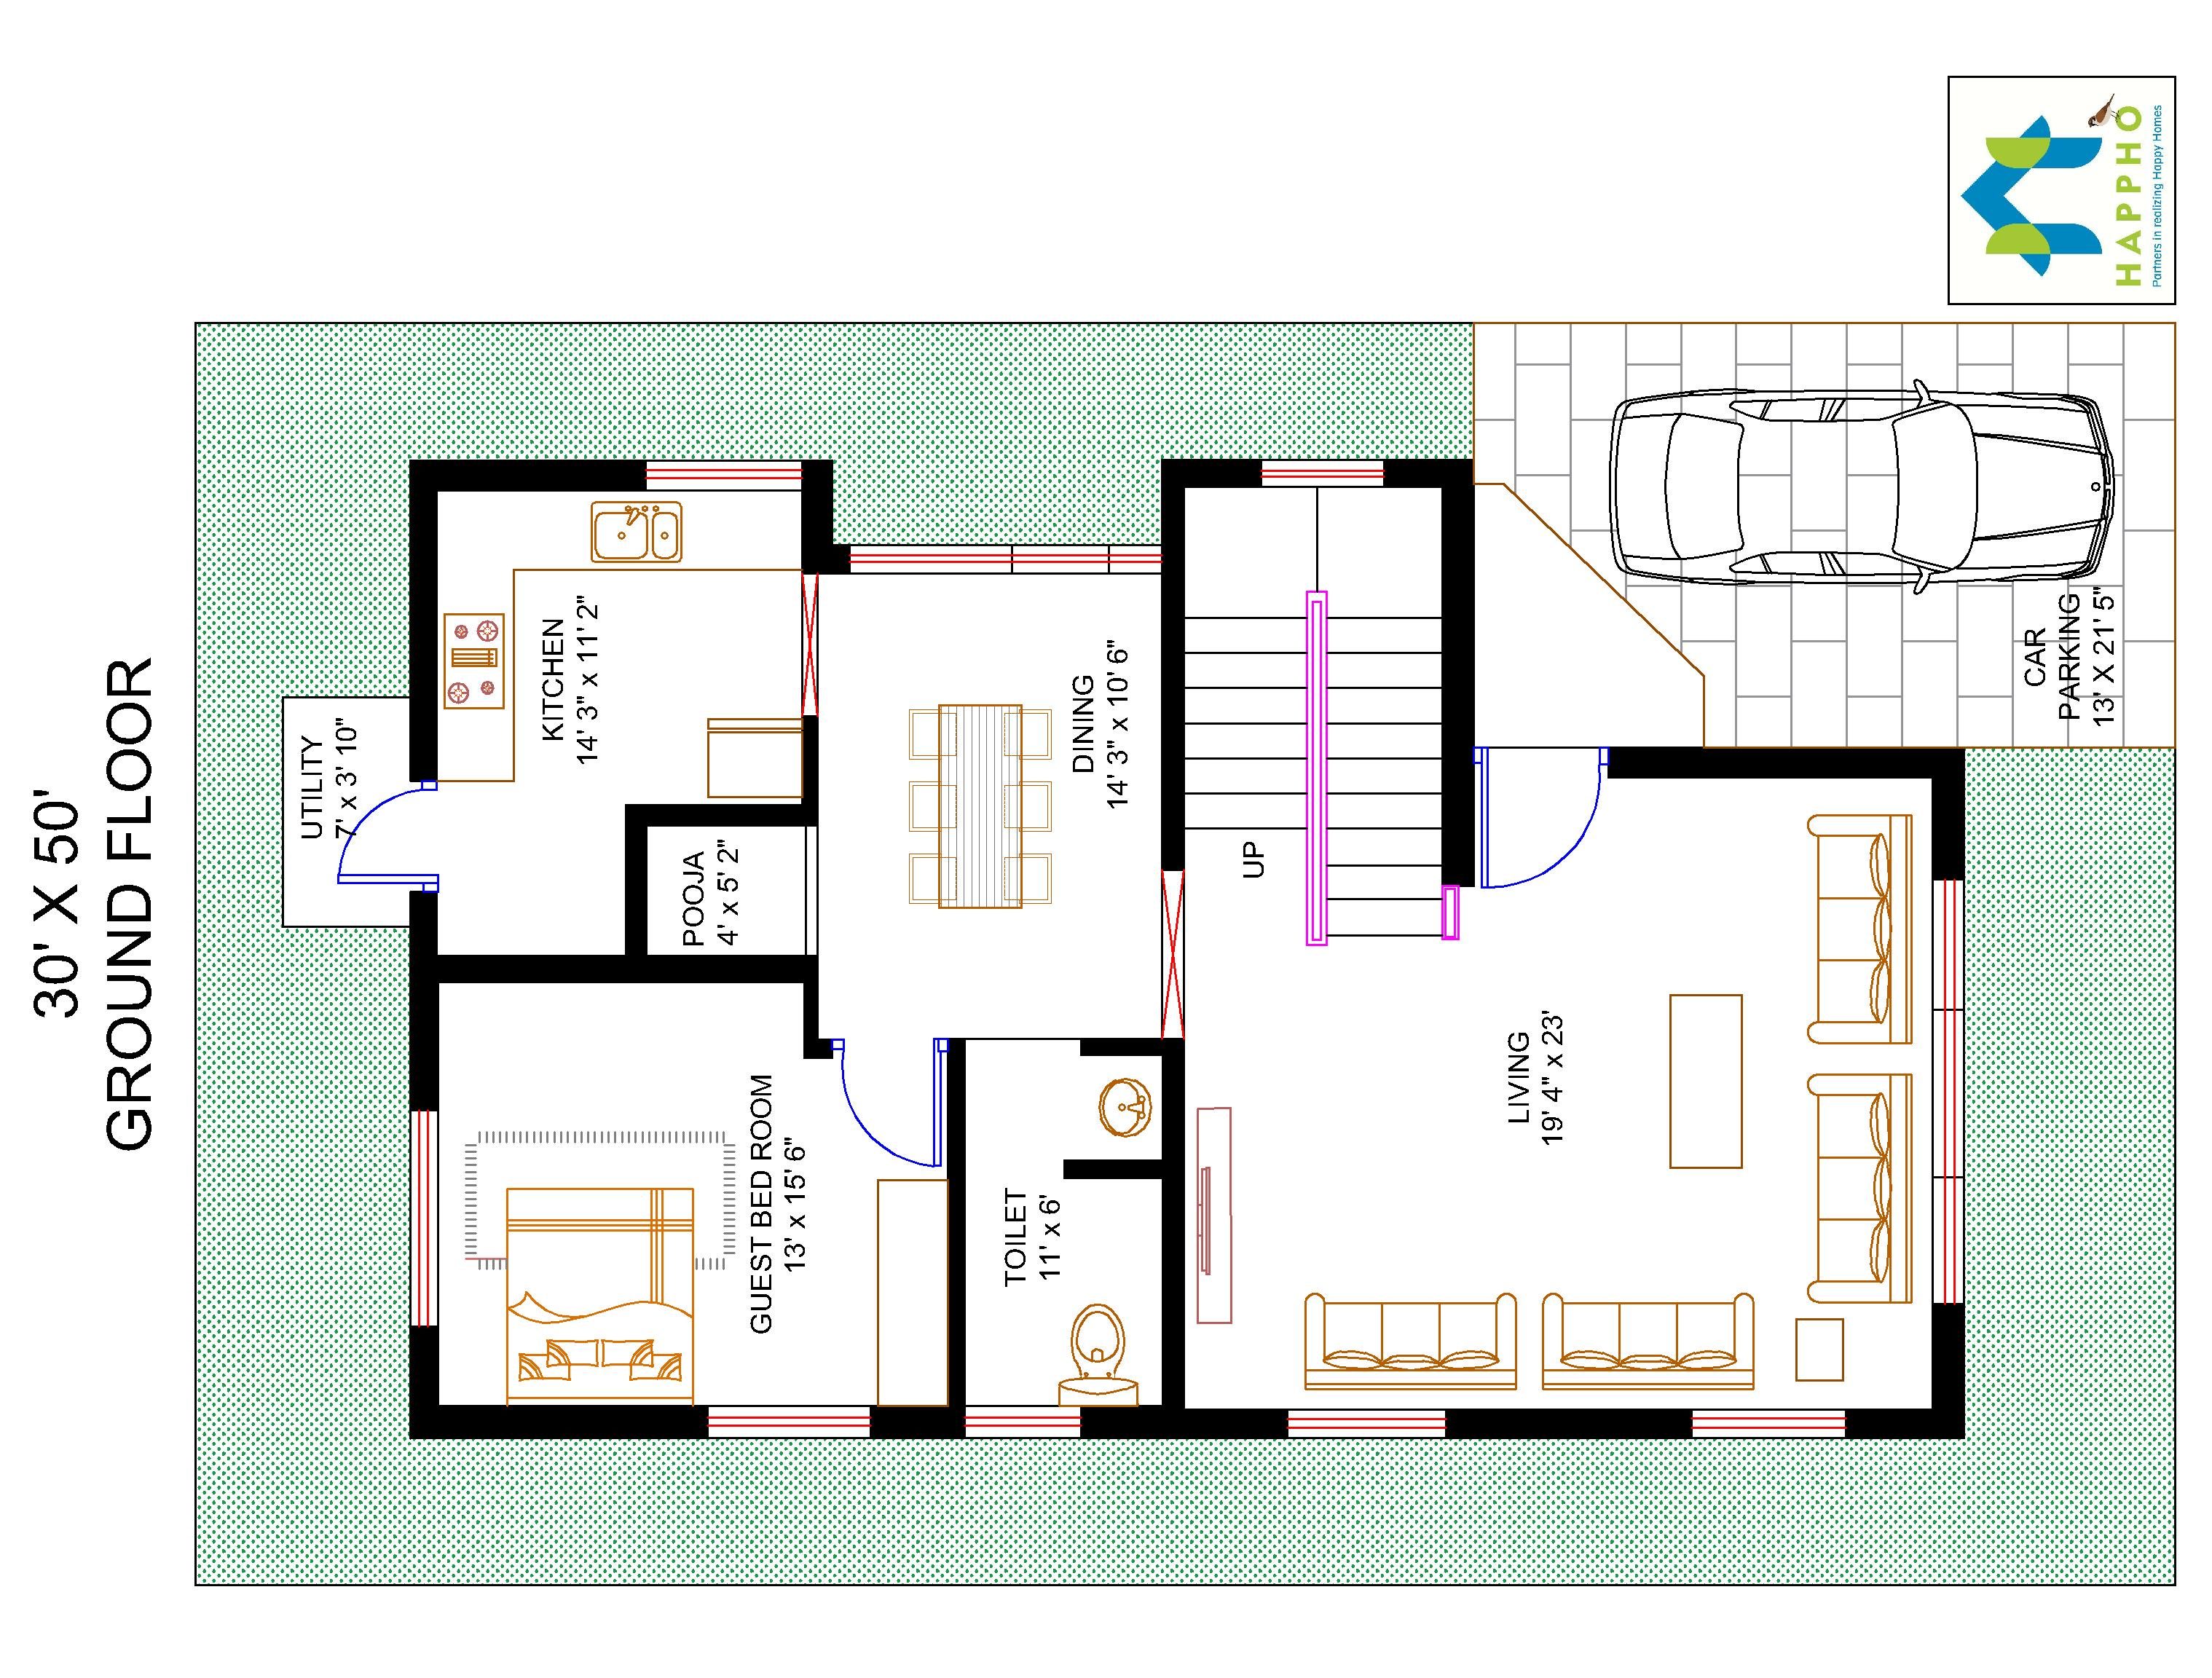 30' X 50'
GROUND FLOOR
UTILITY
7' x 3' 10"
KITCHEN
14' 3" x 11' 2"
POOJA
4' x 5' 2"
GUEST BED ROOM
13' x 15' 6"
DINING
14' 3" x 10' 6"
TOILET
11' x 6'
UP
LIVING
19' 4" x 23'
CAR
PARKING
13' X 21' 5"
HAPPHO
Partners in realizing Happy Homes